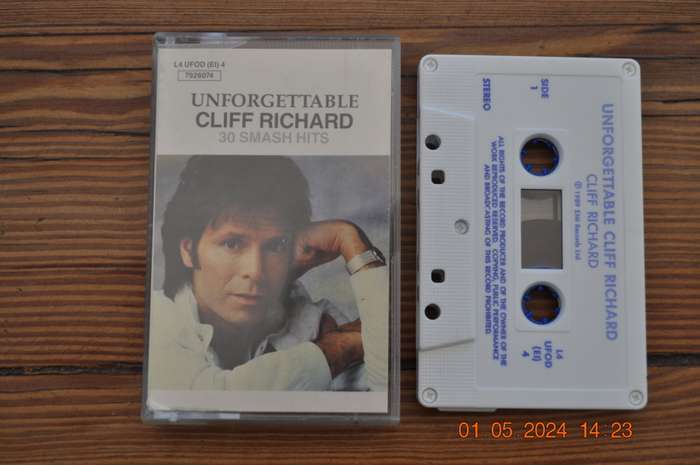 L4 UFOD (EI) 4
7926074
UNFORGETTABLE
CLIFF RICHARD
30 SMASH HITS
SIDE
1
STEREO
UNFORGETTABLE CLIFF RICHARD
CLIFF RICHARD
℗ 1989 EMI Records Ltd
ALL RIGHTS OF THE RECORD PRODUCER AND OF THE OWNER OF THE
WORK REPRODUCED RESERVED. COPYING, PUBLIC PERFORMANCE
AND BROADCASTING OF THIS RECORD PROHIBITED.
L4
UFOD
(EI)
4
01 05 2024 14:23